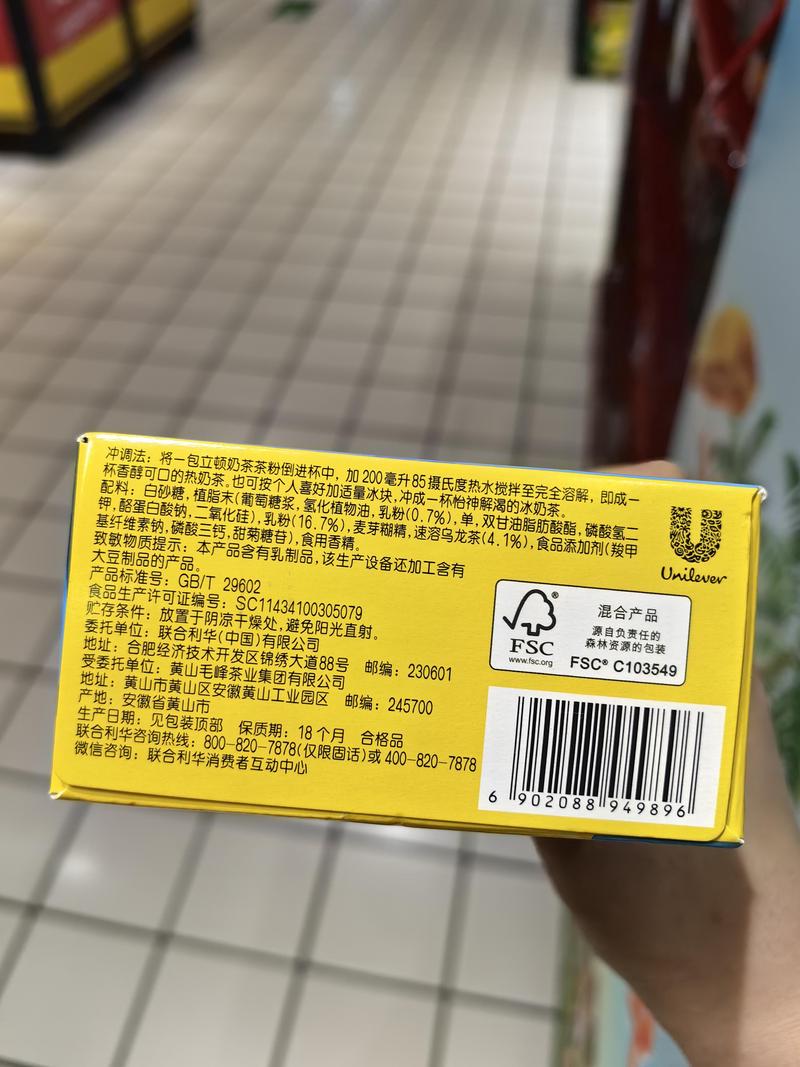 冲调法：将一包立顿奶茶茶粉倒进杯中，加200毫升85摄氏度热水搅拌至完全溶解，即成一
杯香醇可口的热奶茶。也可按个人喜好加适量冰块，冲成一杯怡神解渴的冰奶茶。
配料：白砂糖，植脂末(葡萄糖浆，氢化植物油，乳粉(0.7%)，单，双甘油脂肪酸酯，磷酸氢二
钾，酪蛋白酸钠，二氧化硅)，乳粉(16.7%)，麦芽糊精，速溶乌龙茶(4.1%)，食品添加剂(羧甲
基纤维素钠，磷酸三钙，甜菊糖苷)，食用香精。
致敏物质提示：本产品含有乳制品，该生产设备还加工含有
大豆制品的产品。
产品标准号：GB/T 29602
食品生产许可证编号：SC11434100305079
贮存条件：放置于阴凉干燥处，避免阳光直射。
委托单位：联合利华(中国)有限公司
地址：合肥经济技术开发区锦绣大道88号 邮编：230601
受委托单位：黄山毛峰茶业集团有限公司
地址：黄山市黄山区安徽黄山工业园区 邮编：245700
产地：安徽省黄山市
生产日期：见包装顶部 保质期：18个月 合格品
联合利华咨询热线：800-820-7878(仅限固话)或 400-820-7878
微信咨询：联合利华消费者互动中心
Unilever
FSC
www.fsc.org
混合产品
源自负责任的
森林资源的包装
FSC® C103549
6 902088 949896